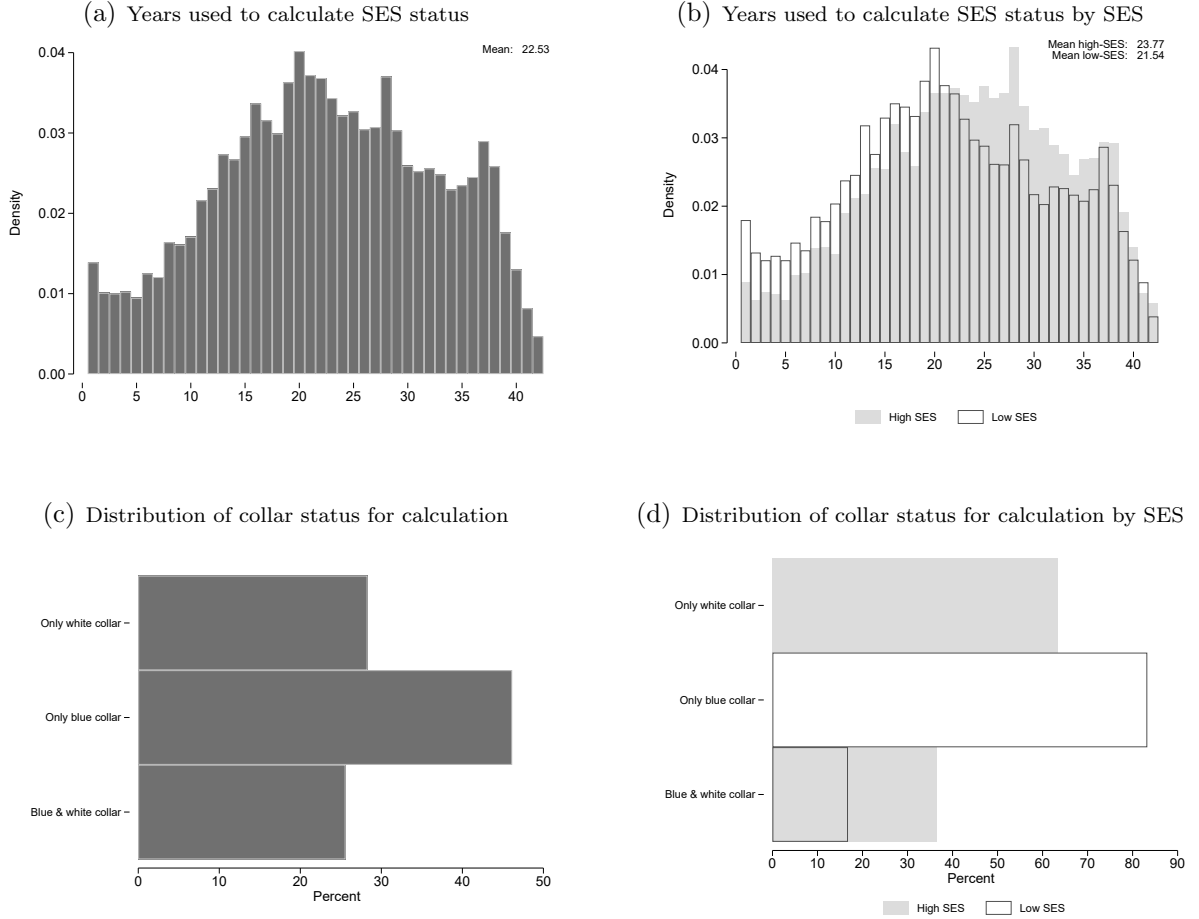 (a) Years used to calculate SES status
Mean: 22.53
Density
0.04
0.03
0.02
0.01
0.00
0 5 10 15 20 25 30 35 40
(b) Years used to calculate SES status by SES
Mean high-SES: 23.77
Mean low-SES: 21.54
Density
0.04
0.03
0.02
0.01
0.00
0 5 10 15 20 25 30 35 40
High SES Low SES
(c) Distribution of collar status for calculation
Only white collar
Only blue collar
Blue & white collar
0 10 20 30 40 50
Percent
(d) Distribution of collar status for calculation by SES
Only white collar
Only blue collar
Blue & white collar
0 10 20 30 40 50 60 70 80 90
Percent
High SES Low SES